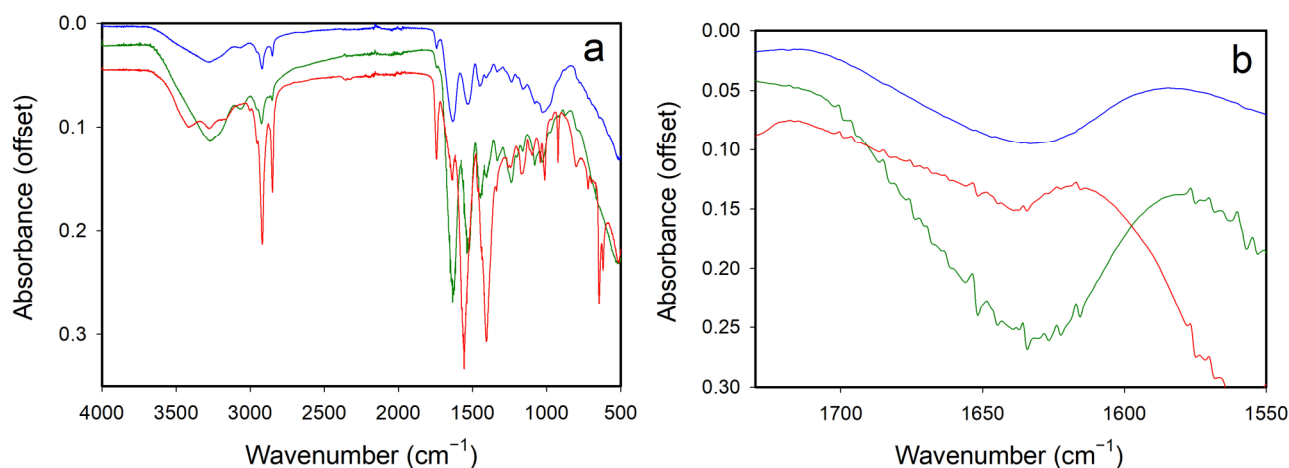 a
0.0
0.1
0.2
0.3
Absorbance (offset)
4000 3500 3000 2500 2000 1500 1000 500
Wavenumber (cm⁻¹)
b
0.00
0.05
0.10
0.15
0.20
0.25
0.30
Absorbance (offset)
1700 1650 1600 1550
Wavenumber (cm⁻¹)